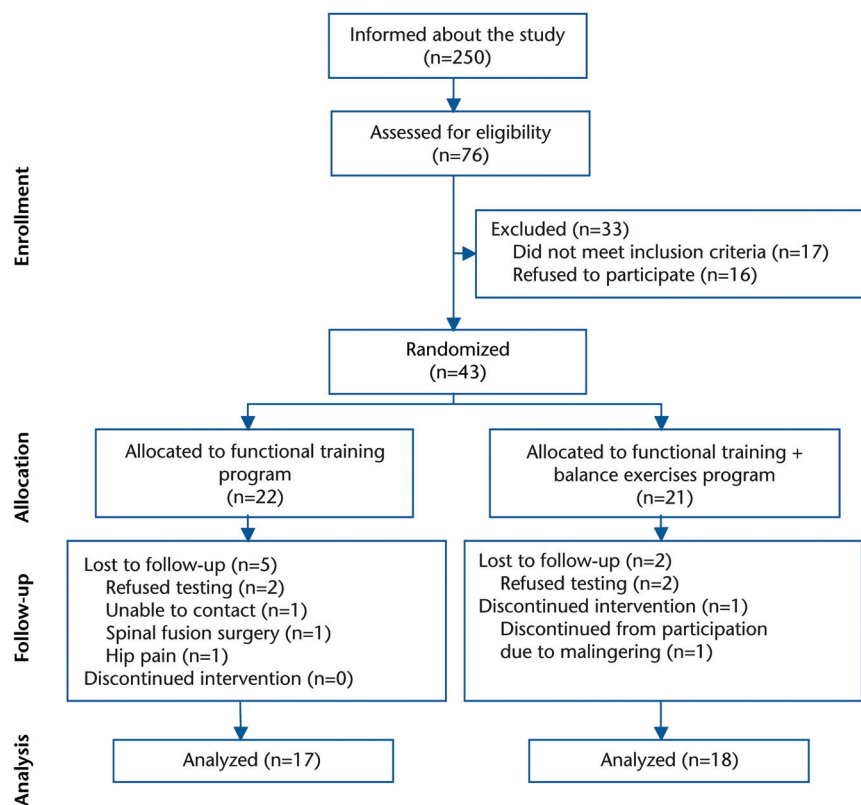 Informed about the study
(n=250)
Assessed for eligibility
(n=76)
Enrollment
Excluded (n=33)
Did not meet inclusion criteria (n=17)
Refused to participate (n=16)
Randomized
(n=43)
Allocation
Allocated to functional training
program
(n=22)
Allocated to functional training +
balance exercises program
(n=21)
Follow-up
Lost to follow-up (n=5)
Refused testing (n=2)
Unable to contact (n=1)
Spinal fusion surgery (n=1)
Hip pain (n=1)
Discontinued intervention (n=0)
Lost to follow-up (n=2)
Refused testing (n=2)
Discontinued intervention (n=1)
Discontinued from participation
due to malingering (n=1)
Analysis
Analyzed (n=17)
Analyzed (n=18)